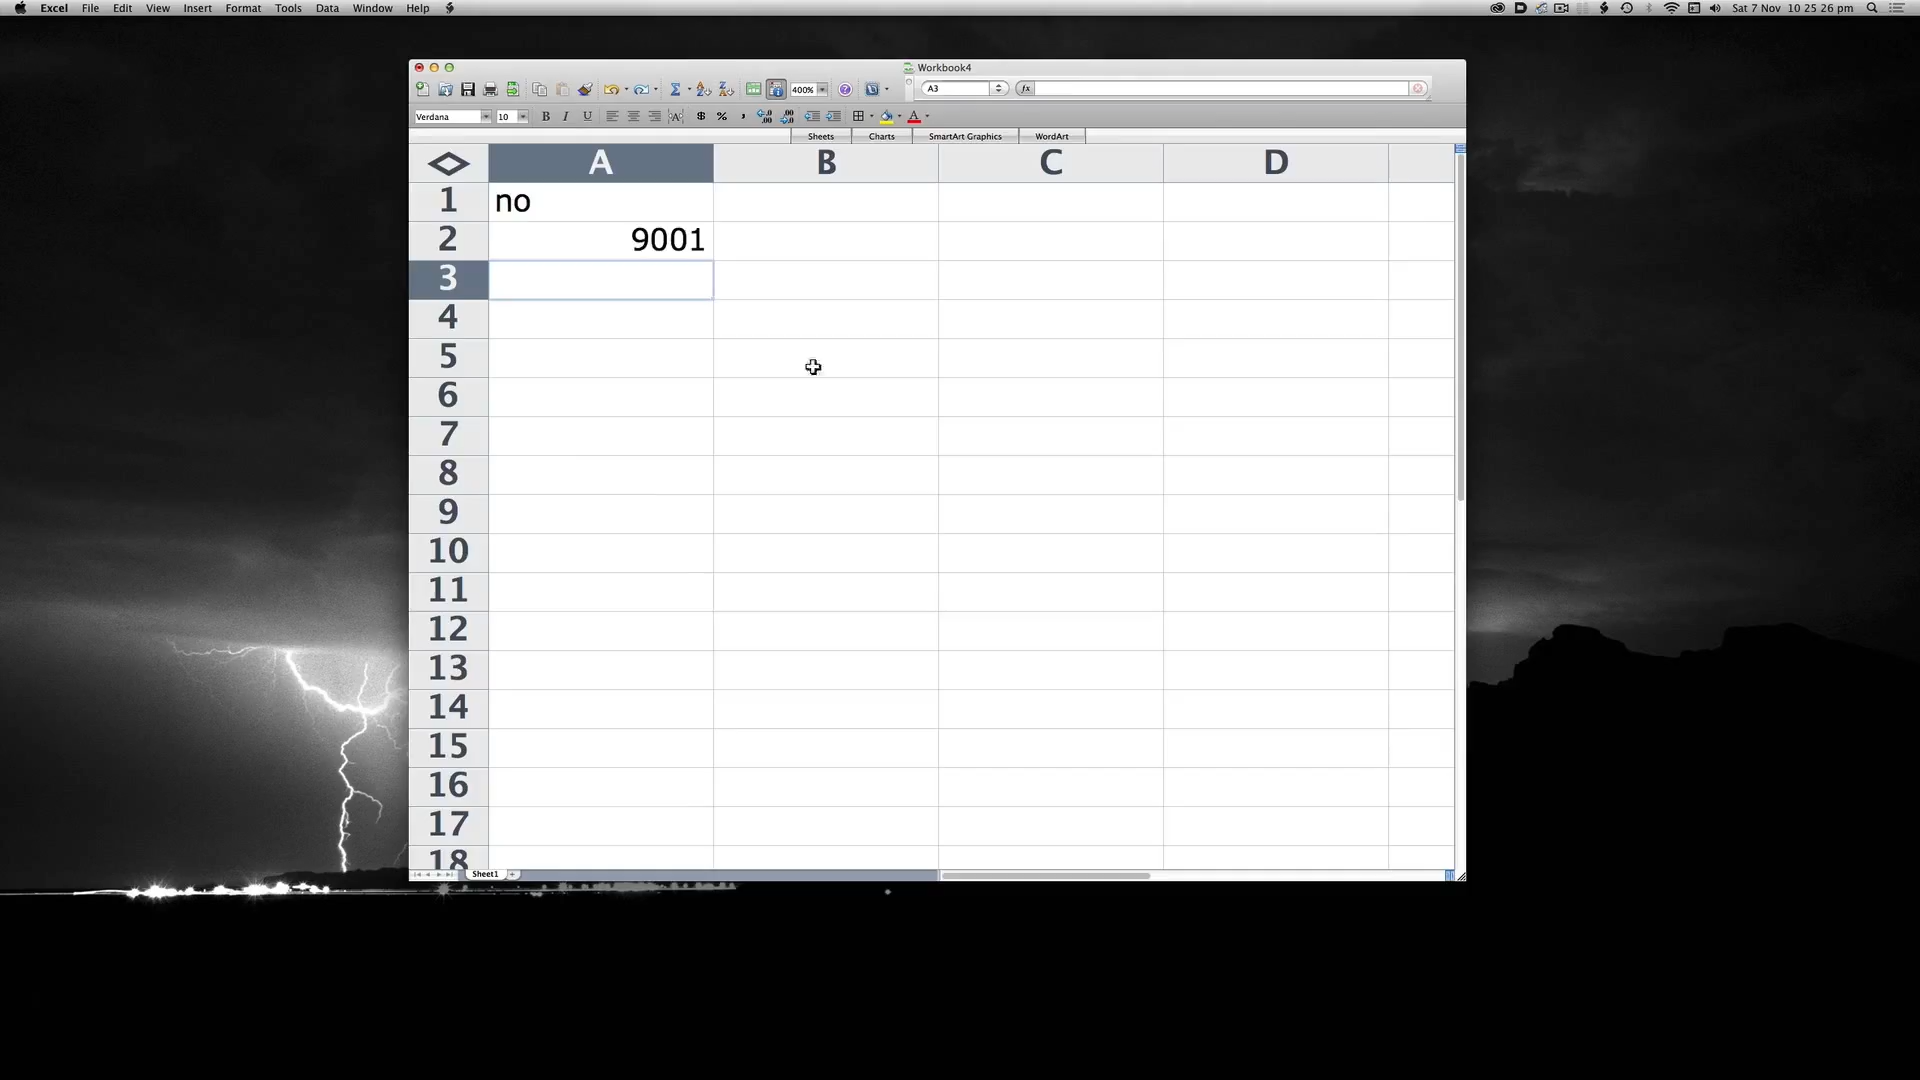 Excel File Edit View Insert Format Tools Data Window Help
Sat 7 Nov 10 25 26 pm
Workbook4
400%
A3
fx
Verdana 10 B I U A $ % , A
Sheets Charts SmartArt Graphics WordArt
A B C D
1 no
2 9001
3
4
5
6
7
8
9
10
11
12
13
14
15
16
17
18
Sheet1